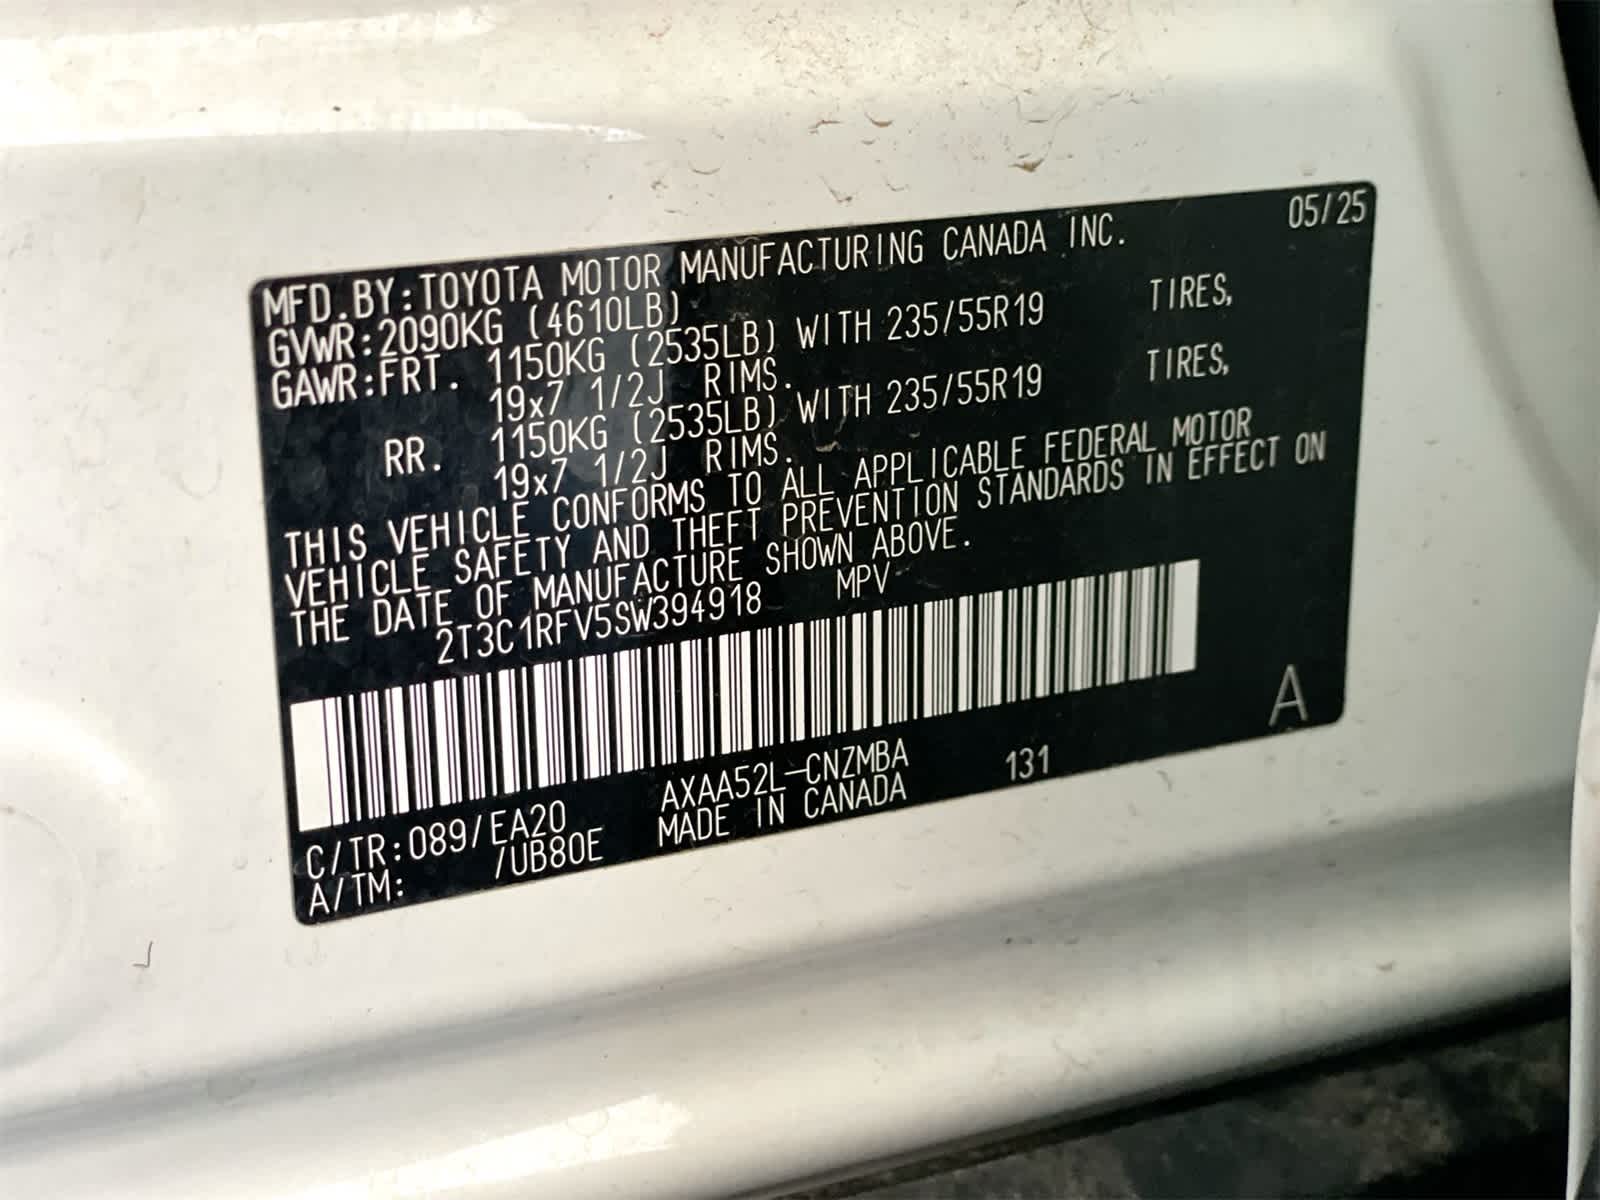 05/25
MFD.BY:TOYOTA MOTOR MANUFACTURING CANADA INC.
GVWR:2090KG (4610LB)
GAWR:FRT. 1150KG (2535LB) WITH 235/55R19 TIRES,
19x7 1/2J RIMS.
RR. 1150KG (2535LB) WITH 235/55R19 TIRES,
19x7 1/2J RIMS.
THIS VEHICLE CONFORMS TO ALL APPLICABLE FEDERAL MOTOR
VEHICLE SAFETY AND THEFT PREVENTION STANDARDS IN EFFECT ON
THE DATE OF MANUFACTURE SHOWN ABOVE.
2T3C1RFV5SW394918 MPV
A
C/TR:089/EA20 AXAA52L-CNZMBA 131
A/TM: /UB80E MADE IN CANADA